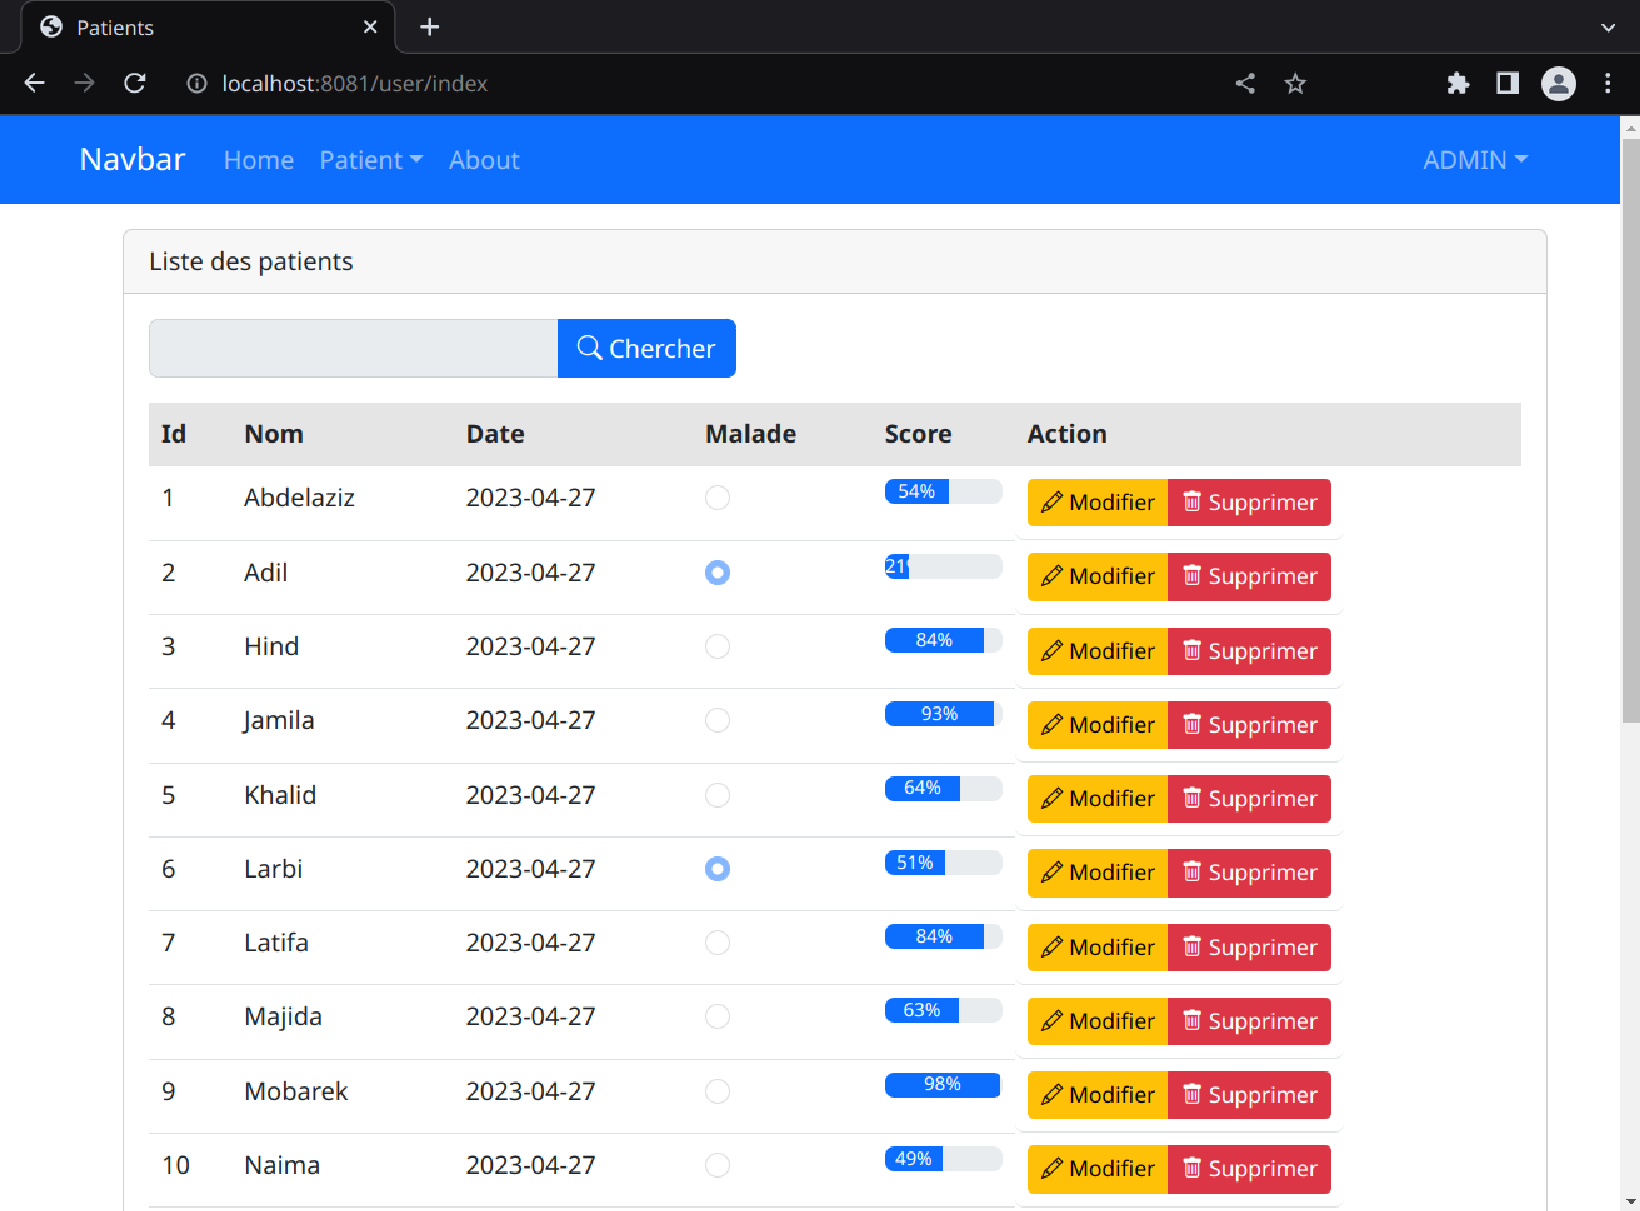 Patients
localhost:8081/user/index
Navbar Home Patient About ADMIN
Liste des patients
Chercher
Id Nom Date Malade Score Action
1 Abdelaziz 2023-04-27 54% Modifier Supprimer
2 Adil 2023-04-27 21% Modifier Supprimer
3 Hind 2023-04-27 84% Modifier Supprimer
4 Jamila 2023-04-27 93% Modifier Supprimer
5 Khalid 2023-04-27 64% Modifier Supprimer
6 Larbi 2023-04-27 51% Modifier Supprimer
7 Latifa 2023-04-27 84% Modifier Supprimer
8 Majida 2023-04-27 63% Modifier Supprimer
9 Mobarek 2023-04-27 98% Modifier Supprimer
10 Naima 2023-04-27 49% Modifier Supprimer